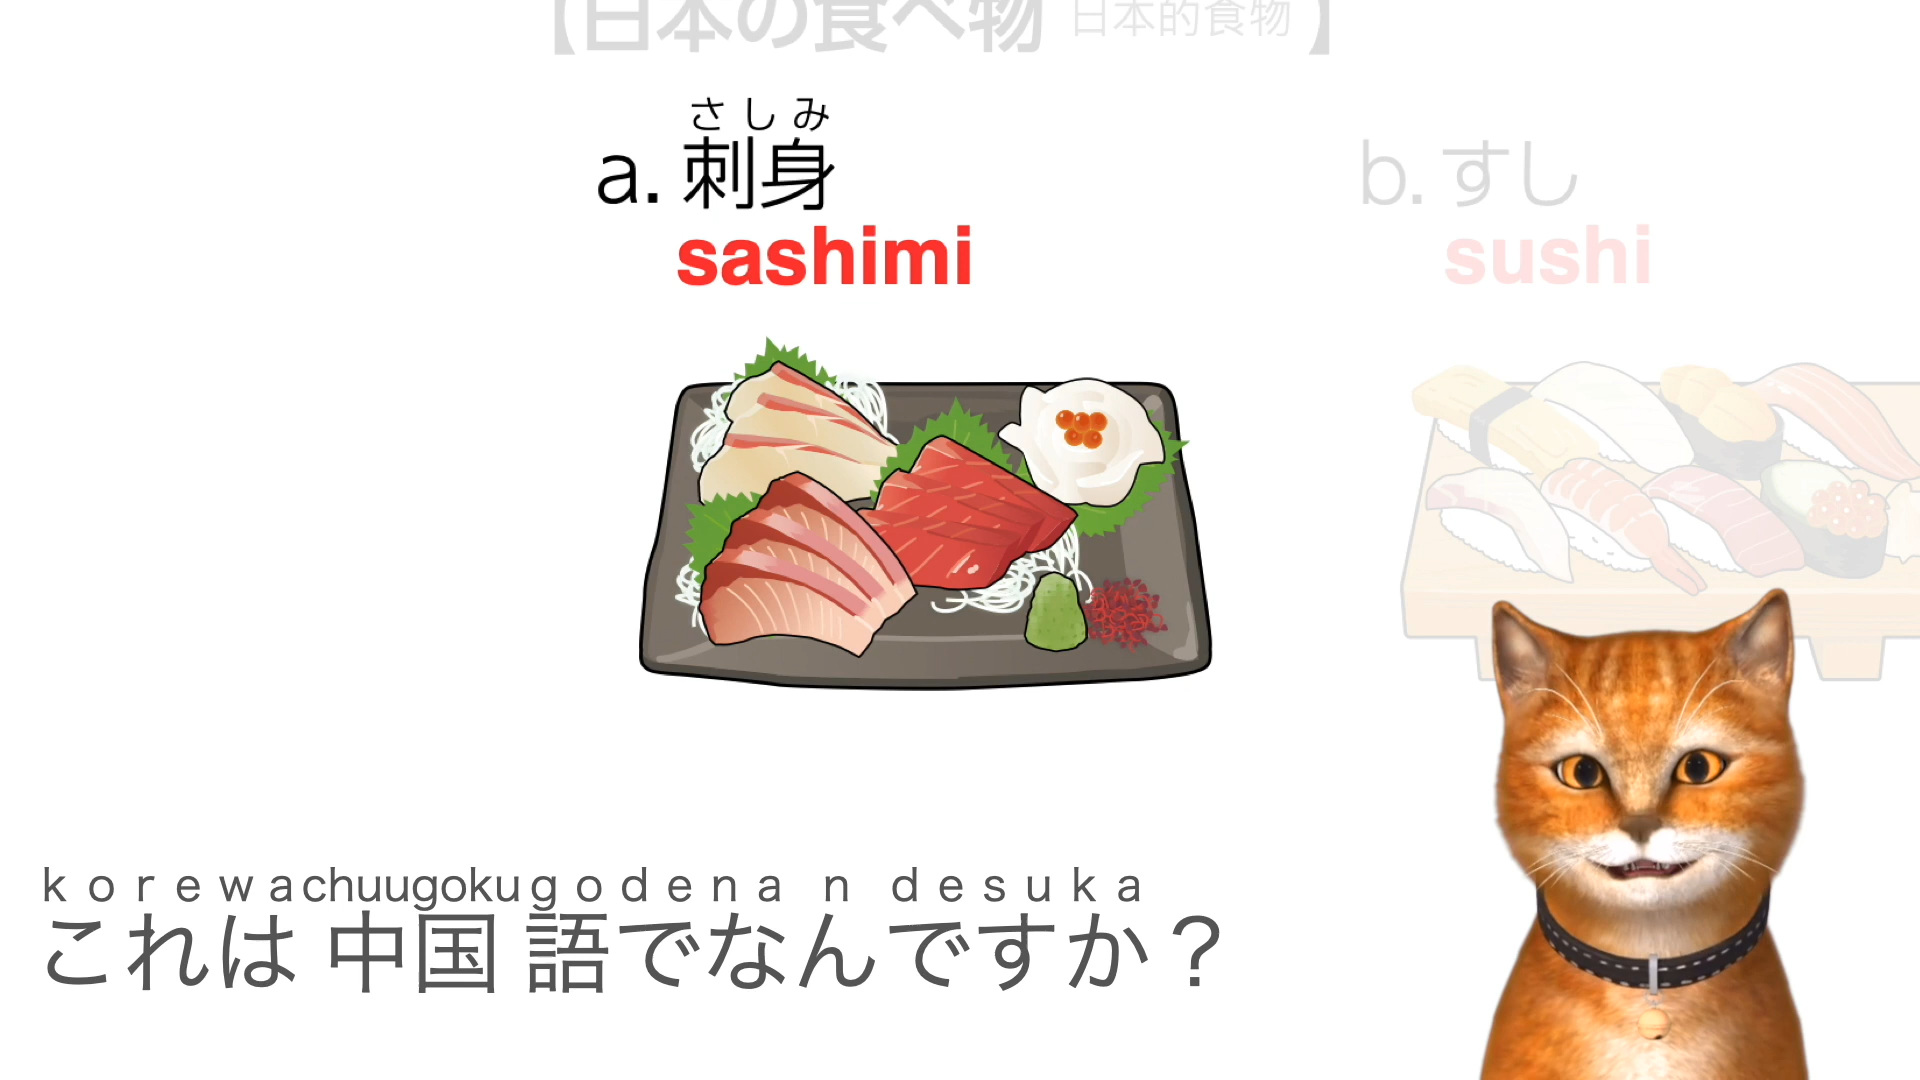 【日本の食べ物 日本的食物】
さしみ
a. 刺身
sashimi
b. すし
sushi
korewachuugokugodenandesuka
これは中国語でなんですか？